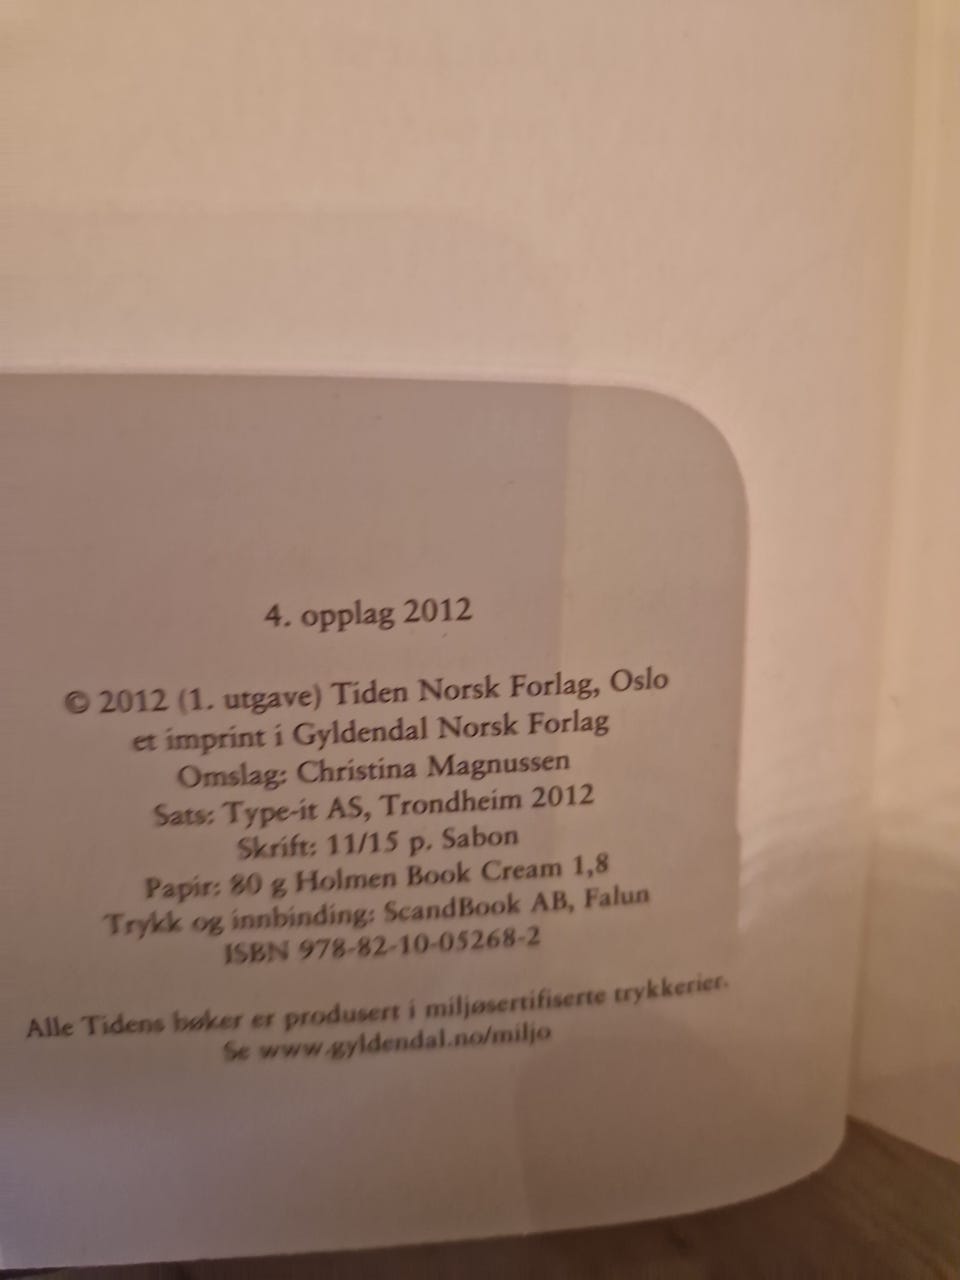 4. opplag 2012
© 2012 (1. utgave) Tiden Norsk Forlag, Oslo
et imprint i Gyldendal Norsk Forlag
Omslag: Christina Magnussen
Sats: Type-it AS, Trondheim 2012
Skrift: 11/15 p. Sabon
Papir: 80 g Holmen Book Cream 1,8
Trykk og innbinding: ScandBook AB, Falun
ISBN 978-82-10-05268-2
Alle Tidens bøker er produsert i miljøsertifiserte trykkerier.
Se www.gyldendal.no/miljo